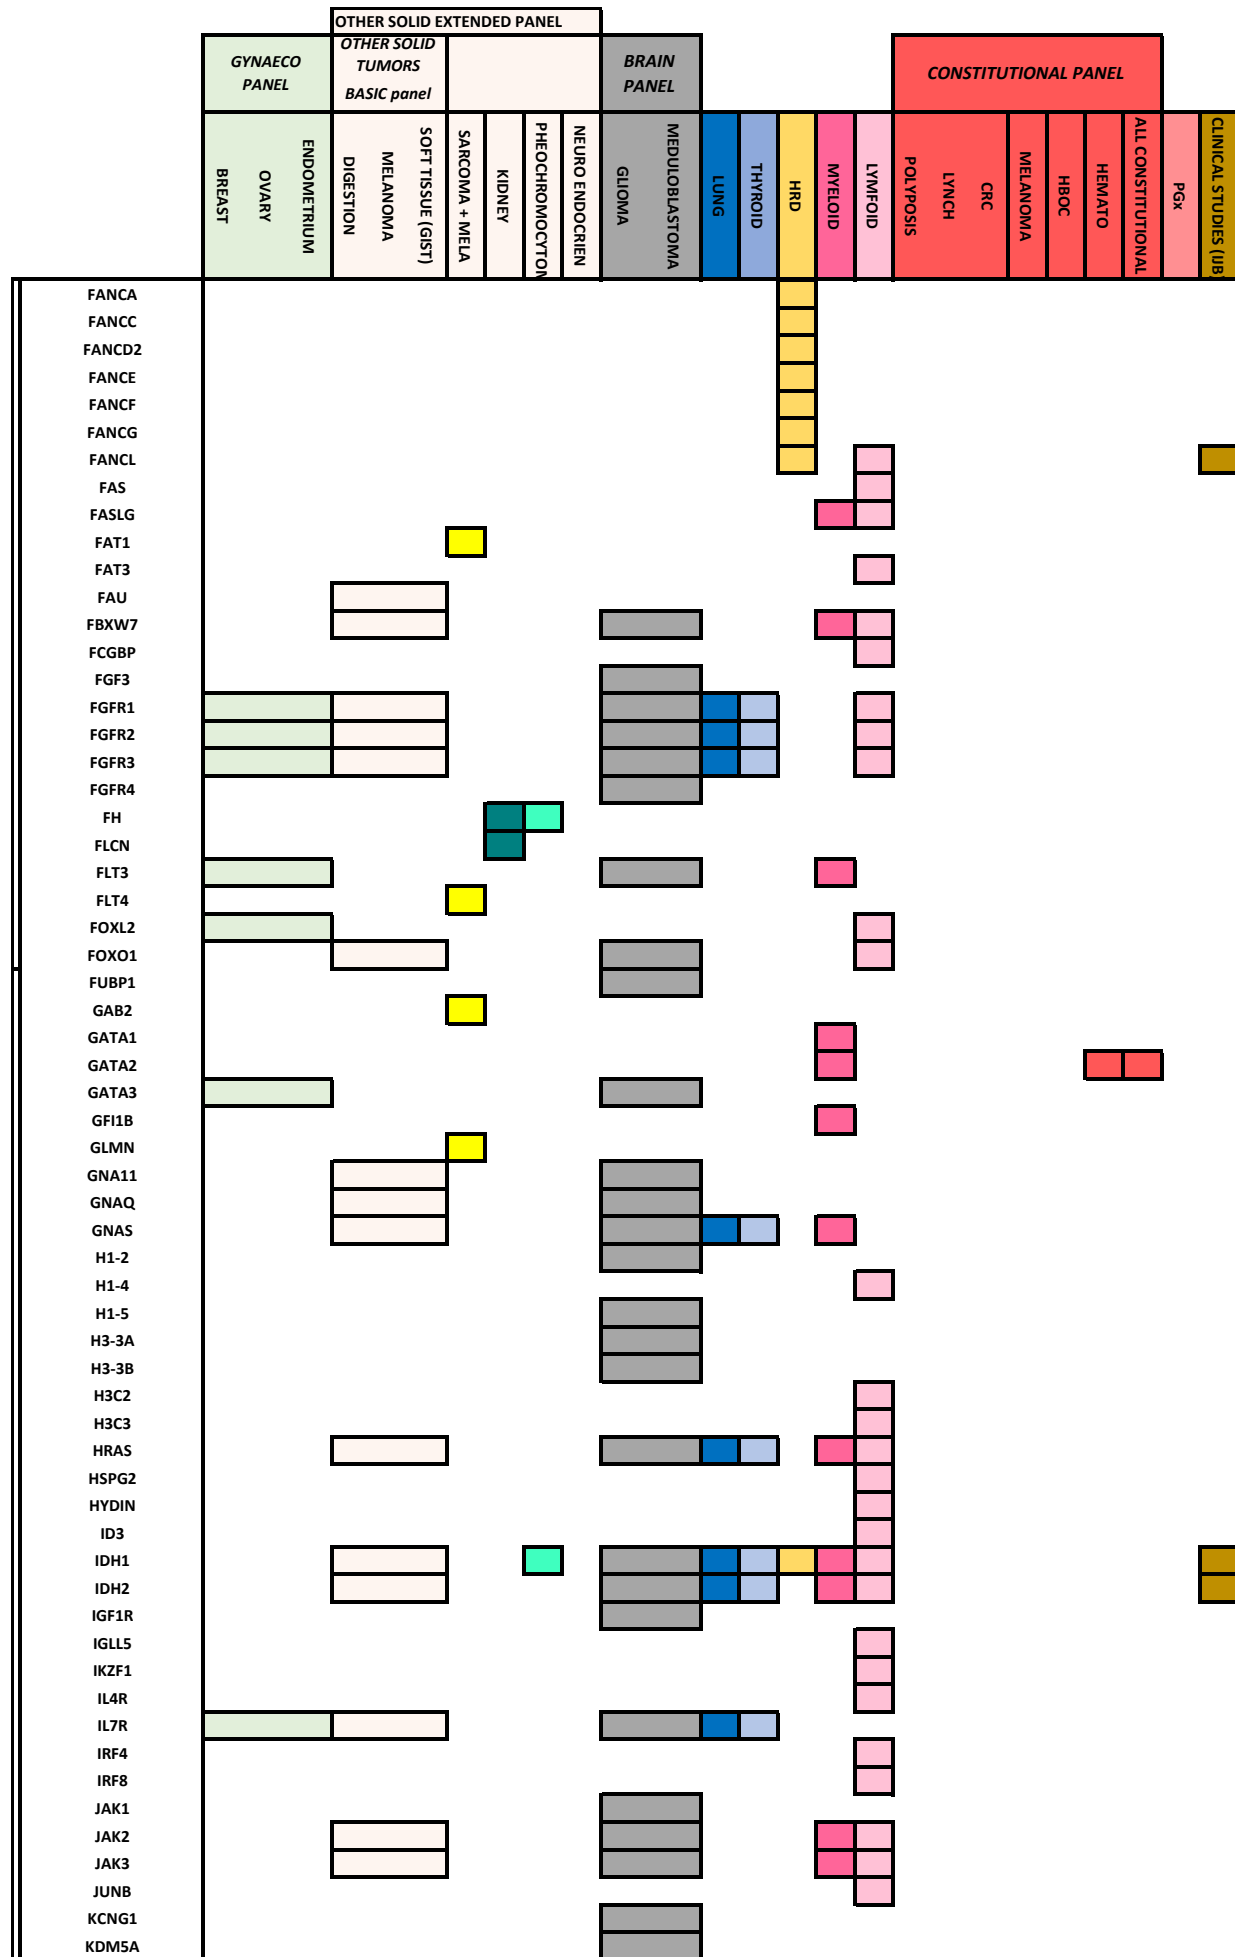 OTHER SOLID EXTENDED PANEL
GYNAECO
PANEL
OTHER SOLID
TUMORS
BASIC panel
BRAIN
PANEL
CONSTITUTIONAL PANEL
BREAST
OVARY
ENDOMETRIUM
DIGESTION
MELANOMA
SOFT TISSUE (GIST)
SARCOMA + MELA
KIDNEY
PHEOCHROMOCYTOM
NEURO ENDOCRIEN
GLIOMA
MEDULOBLASTOMA
LUNG
THYROID
HRD
MYELOID
LYMFOID
POLYPOSIS
LYNCH
CRC
MELANOMA
HBOC
HEMATO
ALL CONSTITUTIONAL
PGx
CLINICAL STUDIES (IJB)
FANCA
FANCC
FANCD2
FANCE
FANCF
FANCG
FANCL
FAS
FASLG
FAT1
FAT3
FAU
FBXW7
FCGBP
FGF3
FGFR1
FGFR2
FGFR3
FGFR4
FH
FLCN
FLT3
FLT4
FOXL2
FOXO1
FUBP1
GAB2
GATA1
GATA2
GATA3
GFI1B
GLMN
GNA11
GNAQ
GNAS
H1-2
H1-4
H1-5
H3-3A
H3-3B
H3C2
H3C3
HRAS
HSPG2
HYDIN
ID3
IDH1
IDH2
IGF1R
IGLL5
IKZF1
IL4R
IL7R
IRF4
IRF8
JAK1
JAK2
JAK3
JUNB
KCNG1
KDM5A